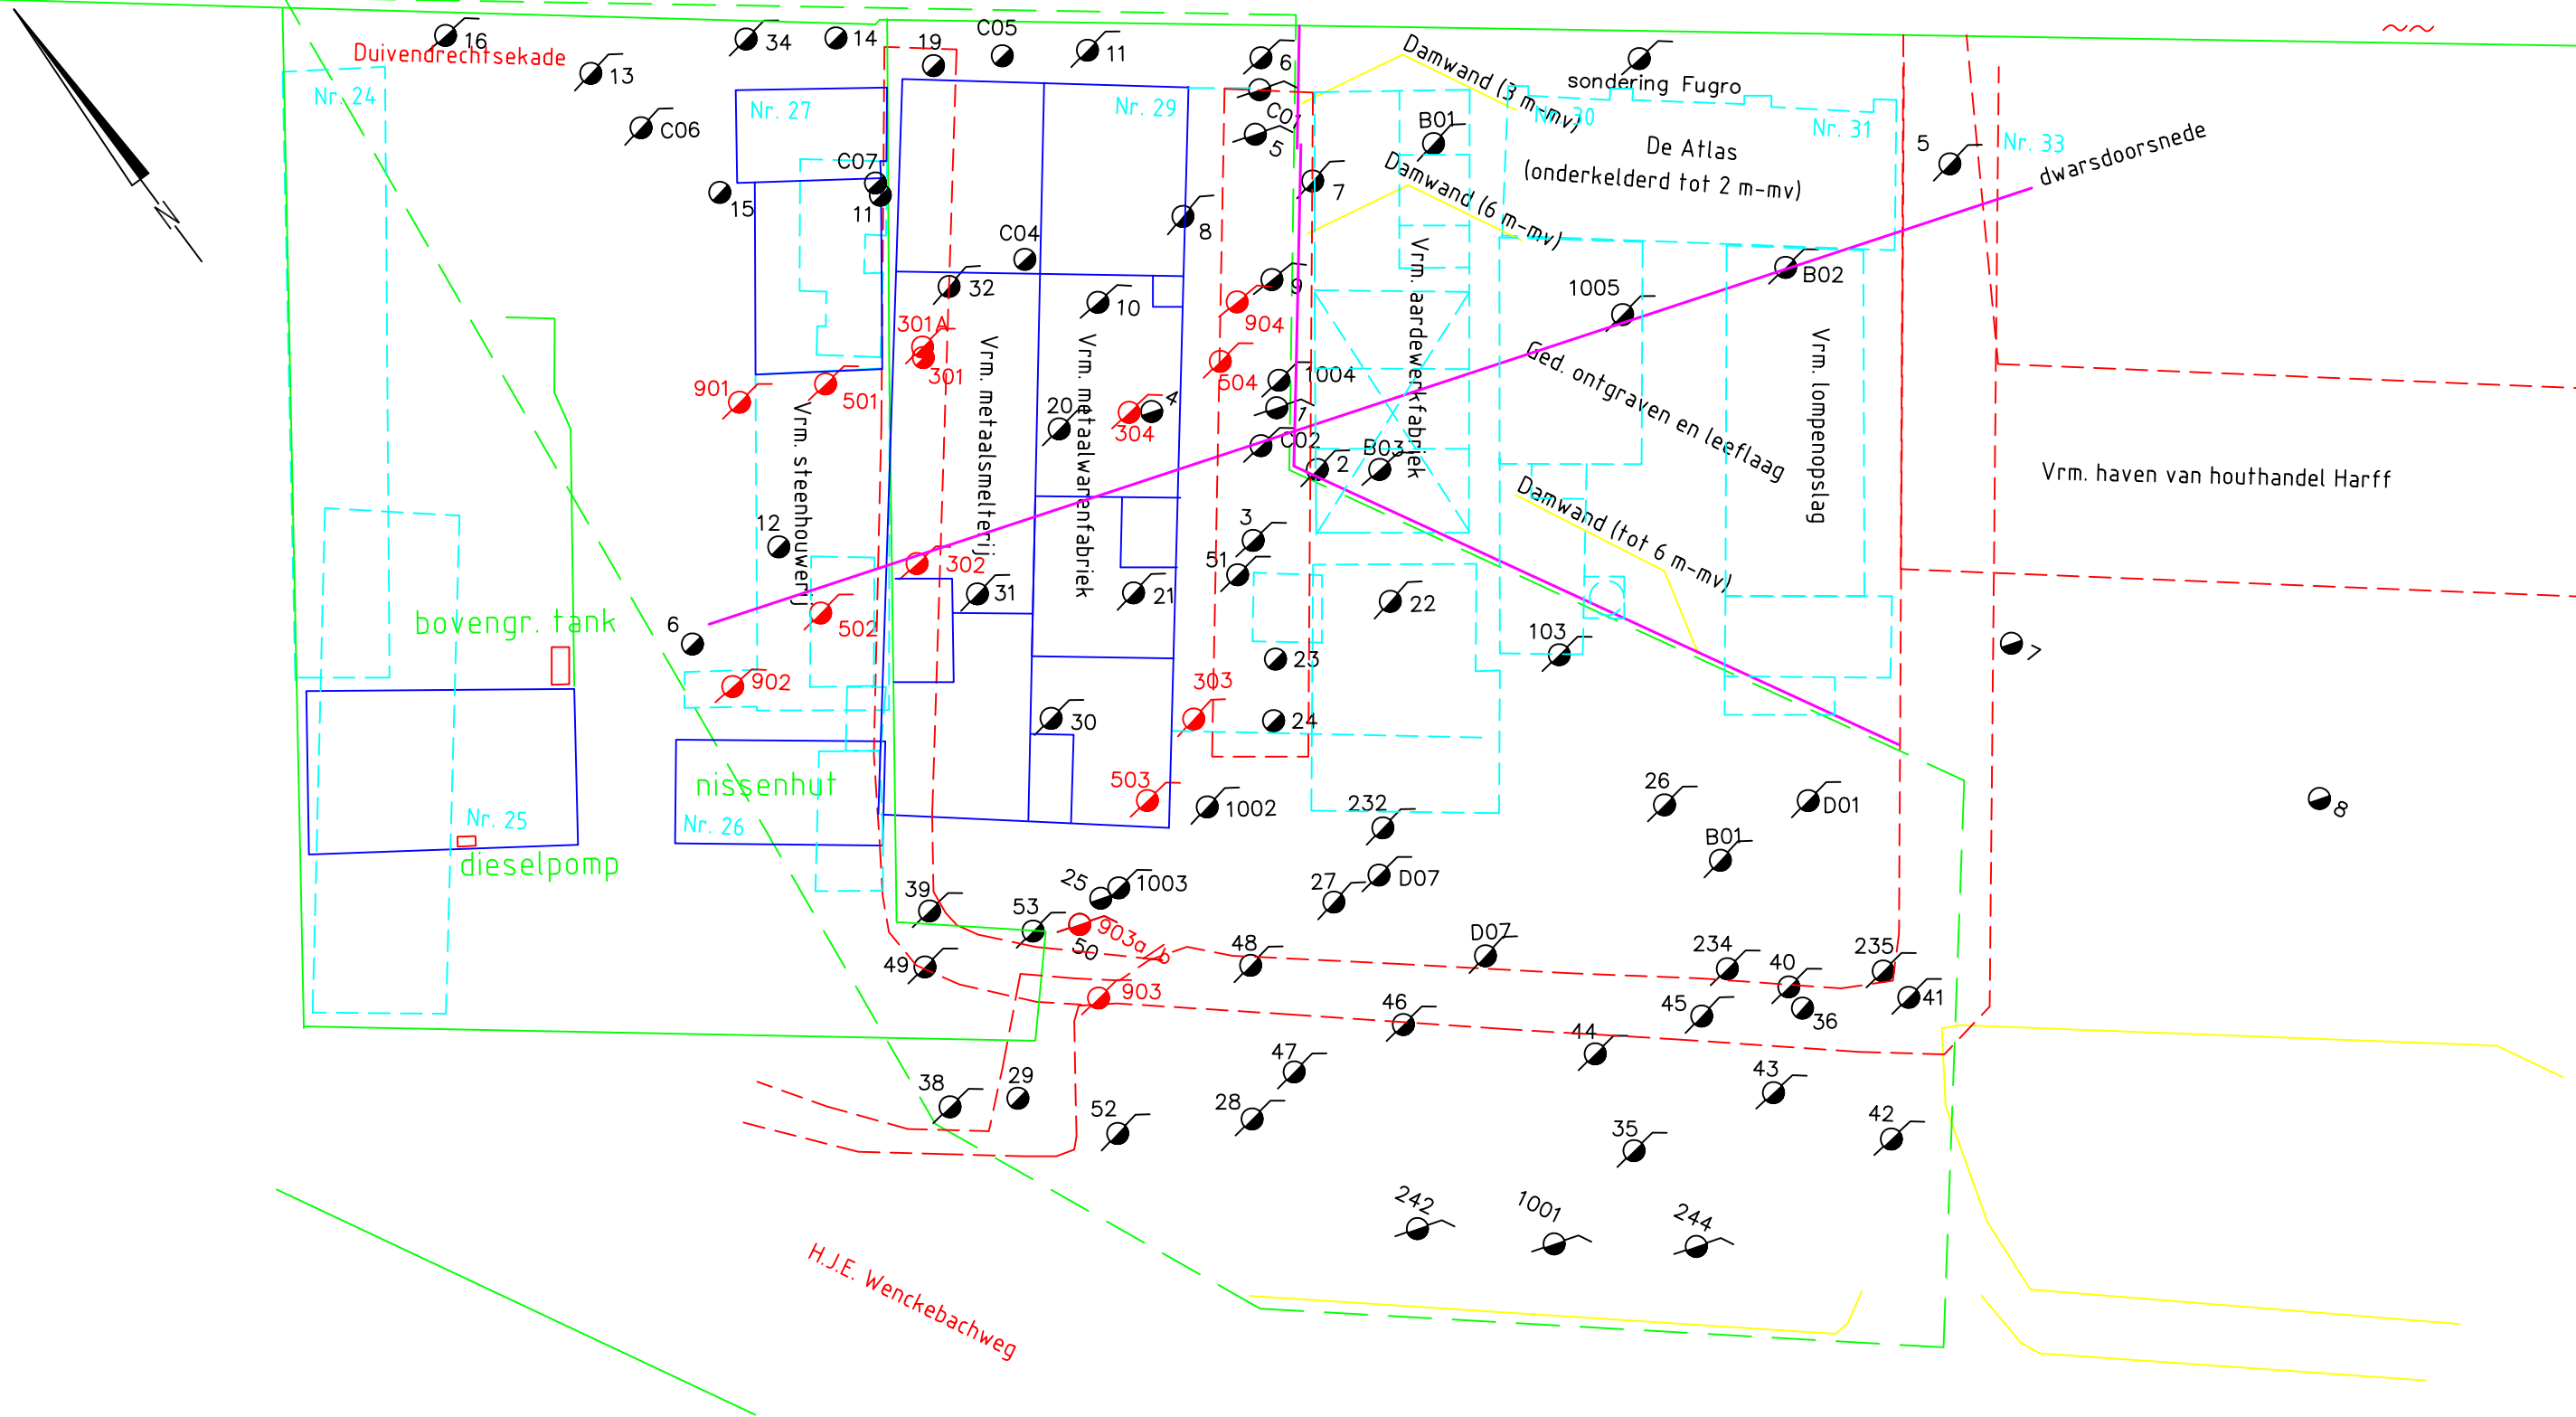 16
Duivendrechtsekade
13
34
14
19
C05
11
6
C01
5
Damwand (3 m-mv)
sondering Fugro
Nr. 24
Nr. 27
Nr. 29
Nr. 30
Nr. 31
Nr. 33
C06
C07
15
11
B01
De Atlas
(onderkelderd tot 2 m-mv)
5
dwarsdoorsnede
7
Damwand (6 m-mv)
8
C04
32
10
9
904
1005
B02
301A
301
Vrm. metaalsmelterij
Vrm. metaalwarenfabriek
Vrm. aardewerkfabriek
Vrm. lompenopslag
Ged. ontgraven en leeflaag
901
501
Vrm. steenhouwerij
504
1004
20
304
4
1
C02
2
B03
Vrm. haven van houthandel Harff
12
302
3
51
Damwand (tot 6 m-mv)
31
21
22
bovengr. tank
6
502
103
7
902
23
303
30
24
nissenhut
Nr. 25
Nr. 26
503
1002
232
26
D01
8
dieselpomp
B01
39
25
1003
27
D07
53
903a/b
50
49
48
D07
234
40
235
903
46
45
36
41
44
47
43
38
29
52
28
35
42
242
1001
244
H.J.E. Wenckebachweg